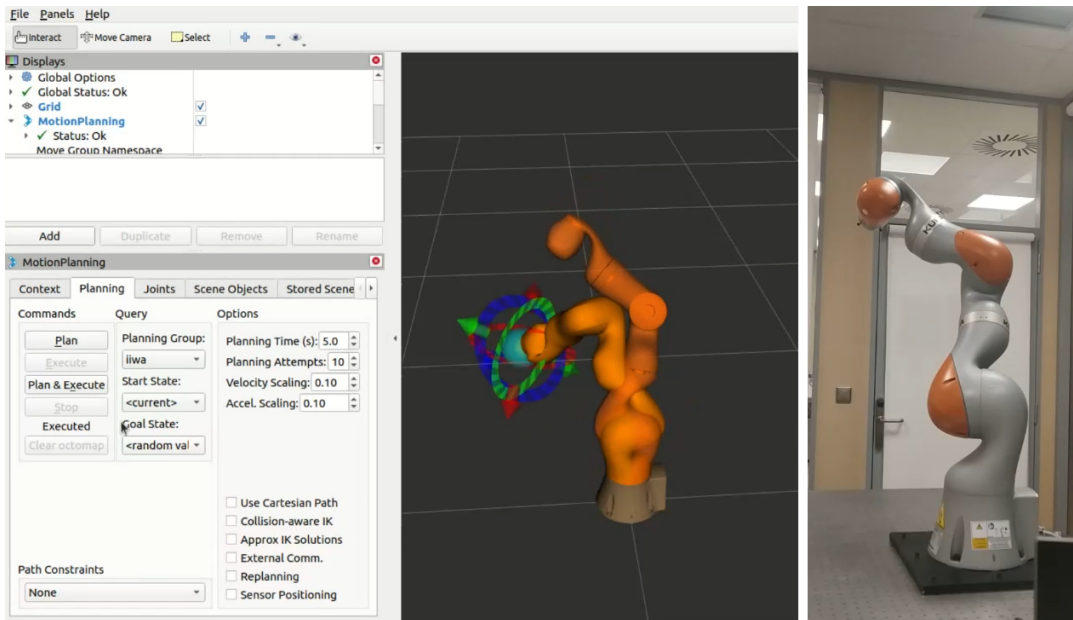 File Panels Help
Interact Move Camera Select
Displays
Global Options
Global Status: Ok
Grid
MotionPlanning
Status: Ok
Move Group Namespace
Add Duplicate Remove Rename
MotionPlanning
Context Planning Joints Scene Objects Stored Scene
Commands Query Options
Plan
Execute
Plan & Execute
Stop
Executed
Clear octomap
Planning Group:
iiwa
Start State:
<current>
Goal State:
<random val
Planning Time (s): 5.0
Planning Attempts: 10
Velocity Scaling: 0.10
Accel. Scaling: 0.10
Use Cartesian Path
Collision-aware IK
Approx IK Solutions
External Comm.
Replanning
Sensor Positioning
Path Constraints
None